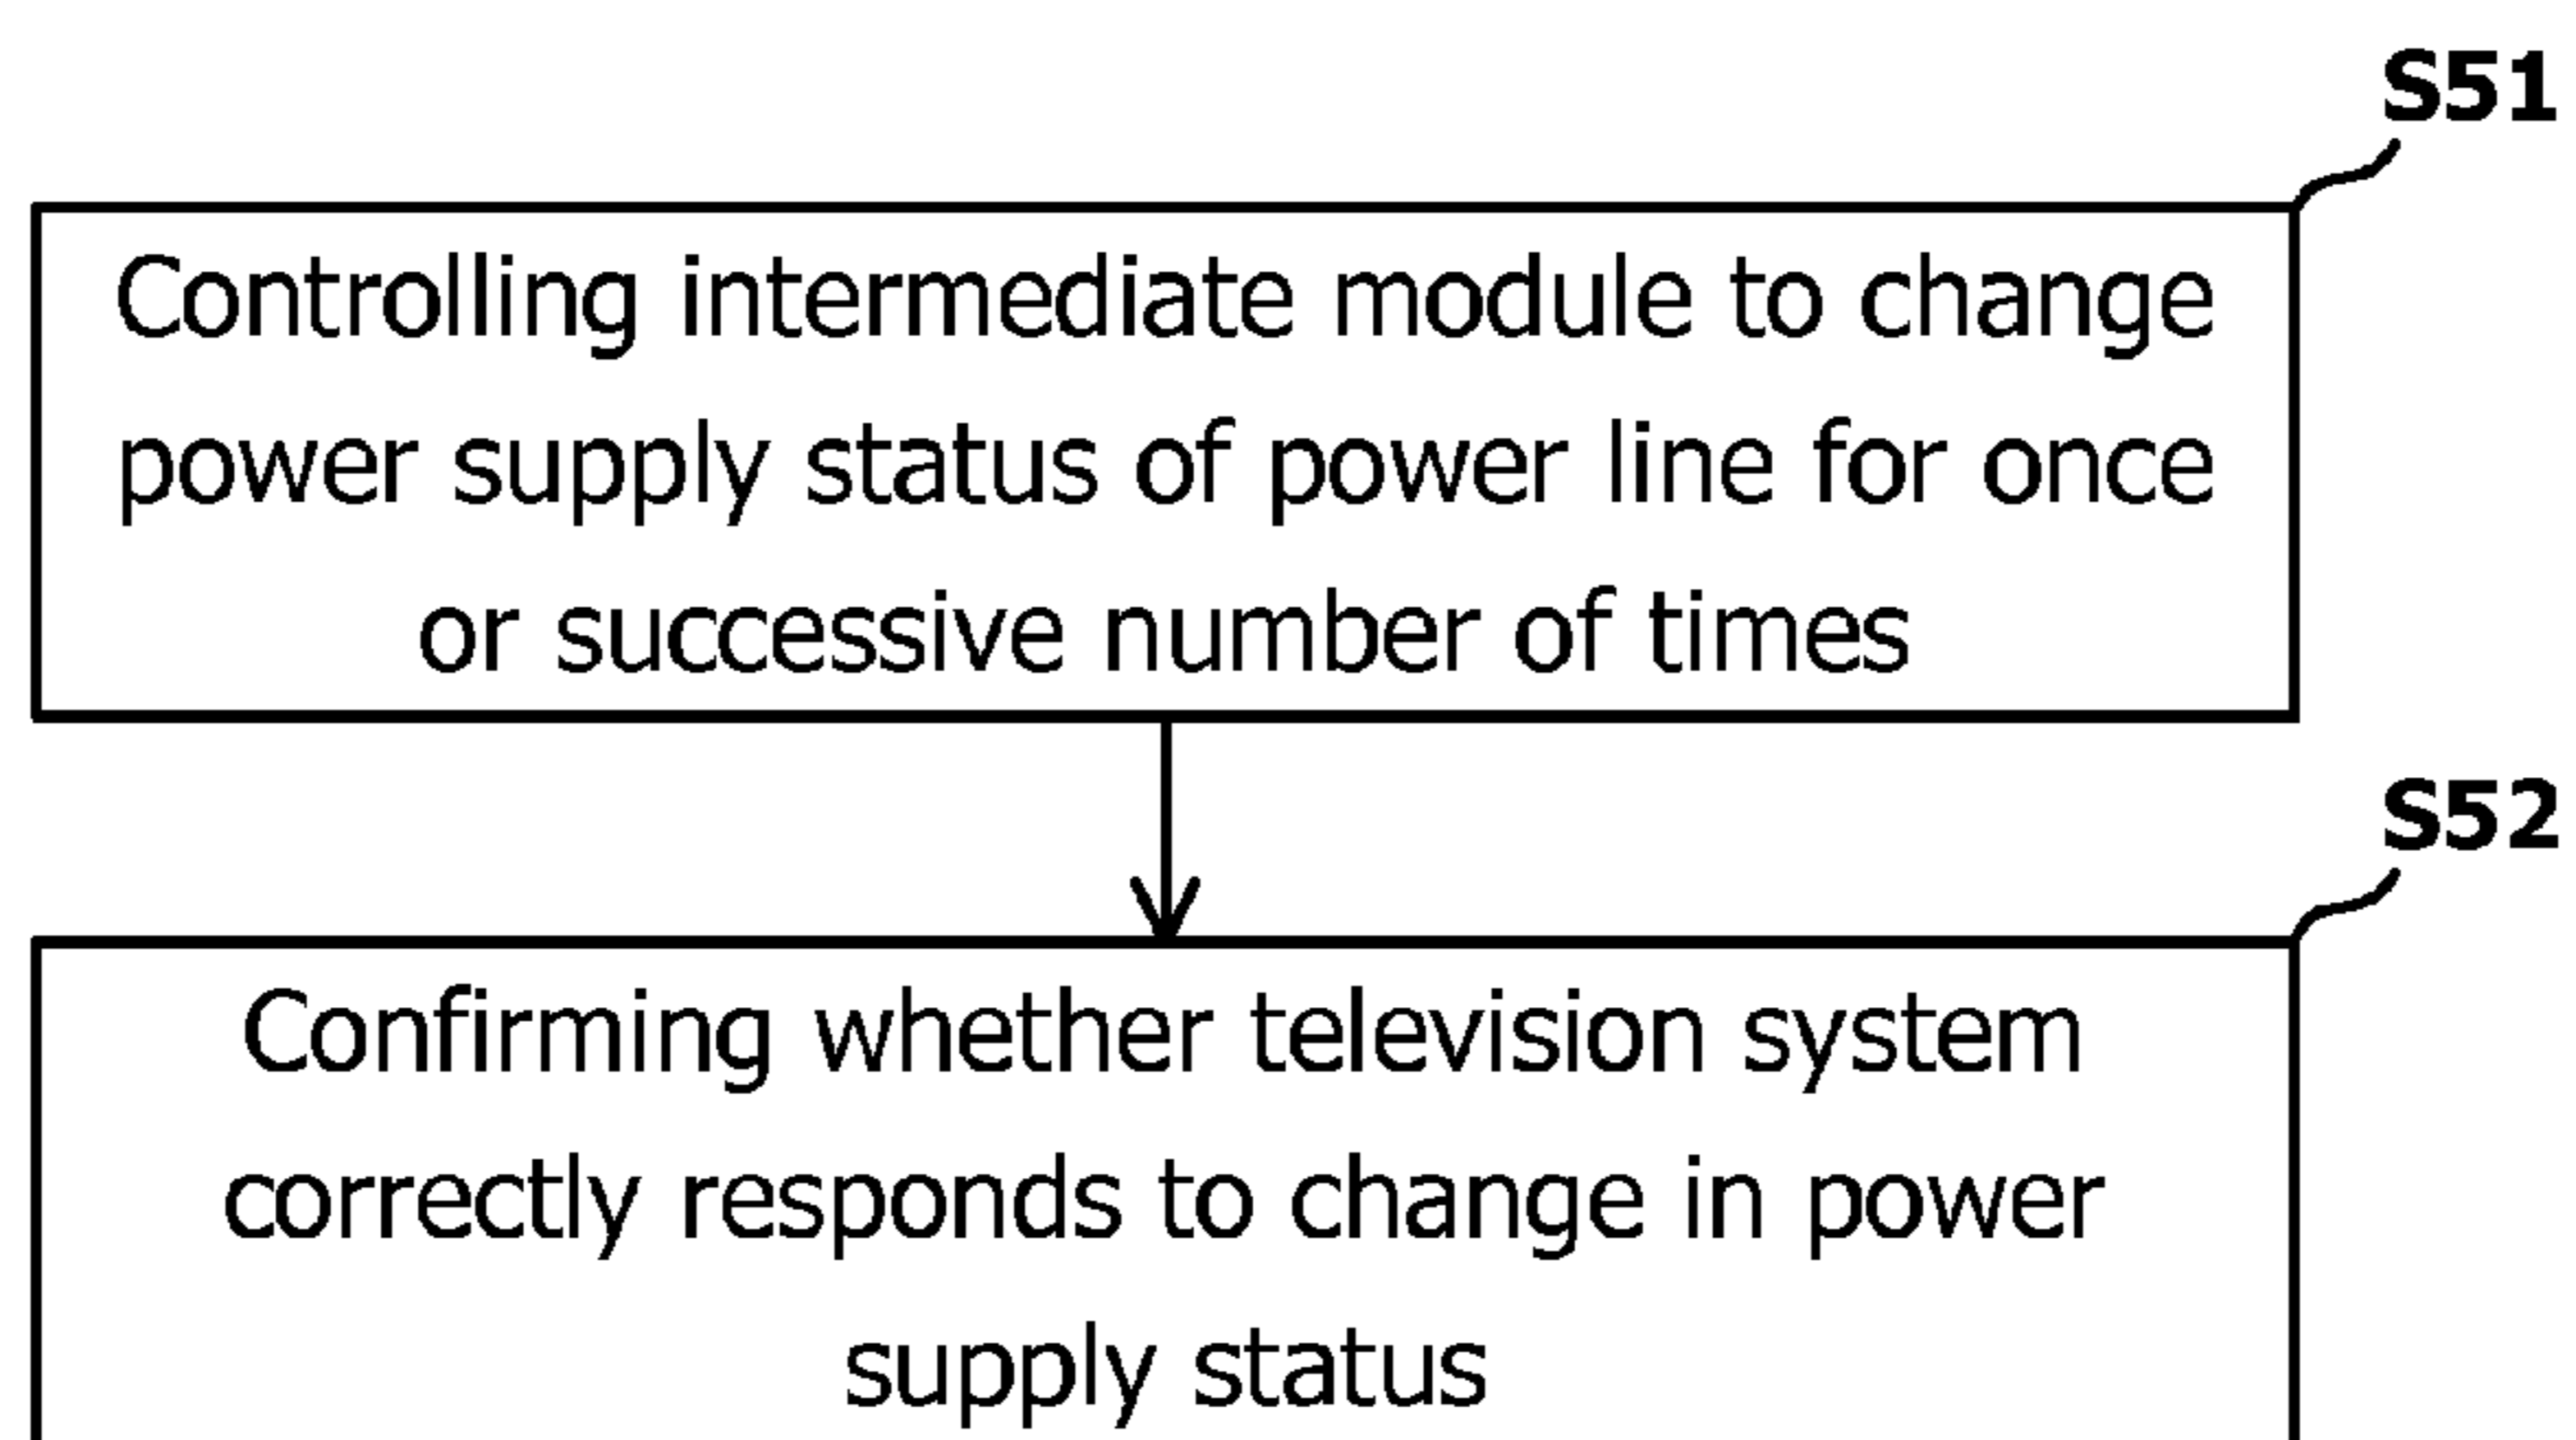 S51
Controlling intermediate module to change
power supply status of power line for once
or successive number of times
S52
Confirming whether television system
correctly responds to change in power
supply status